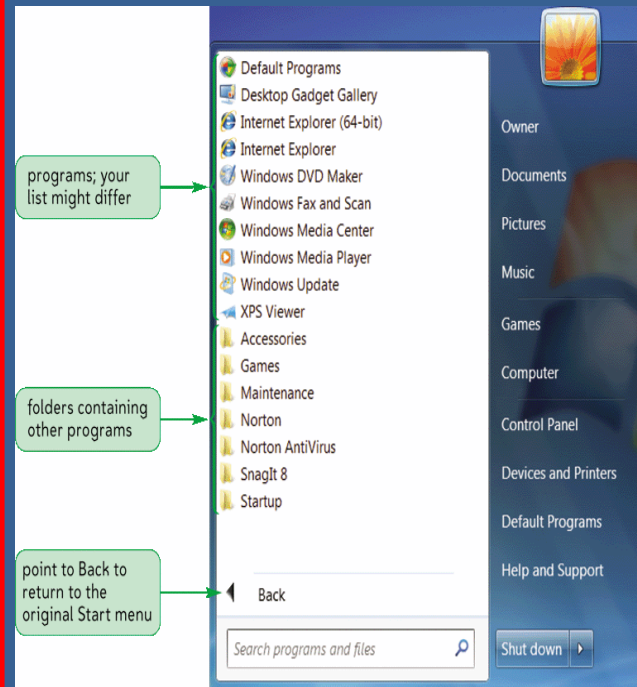 Default Programs
Desktop Gadget Gallery
Internet Explorer (64-bit)
Internet Explorer
Windows DVD Maker
Windows Fax and Scan
Windows Media Center
Windows Media Player
Windows Update
XPS Viewer
Accessories
Games
Maintenance
Norton
Norton AntiVirus
SnagIt 8
Startup
Back
Search programs and files
Owner
Documents
Pictures
Music
Games
Computer
Control Panel
Devices and Printers
Default Programs
Help and Support
Shut down
programs; your
list might differ
folders containing
other programs
point to Back to
return to the
original Start menu